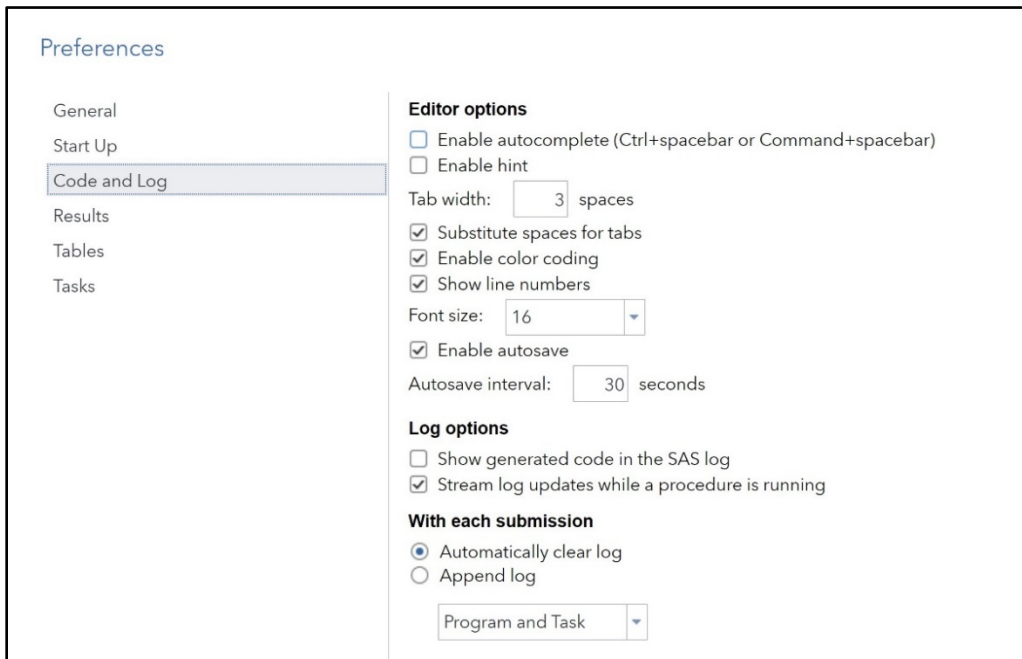 Preferences
General
Start Up
Code and Log
Results
Tables
Tasks
Editor options
Enable autocomplete (Ctrl+spacebar or Command+spacebar)
Enable hint
Tab width: 3 spaces
Substitute spaces for tabs
Enable color coding
Show line numbers
Font size: 16
Enable autosave
Autosave interval: 30 seconds
Log options
Show generated code in the SAS log
Stream log updates while a procedure is running
With each submission
Automatically clear log
Append log
Program and Task